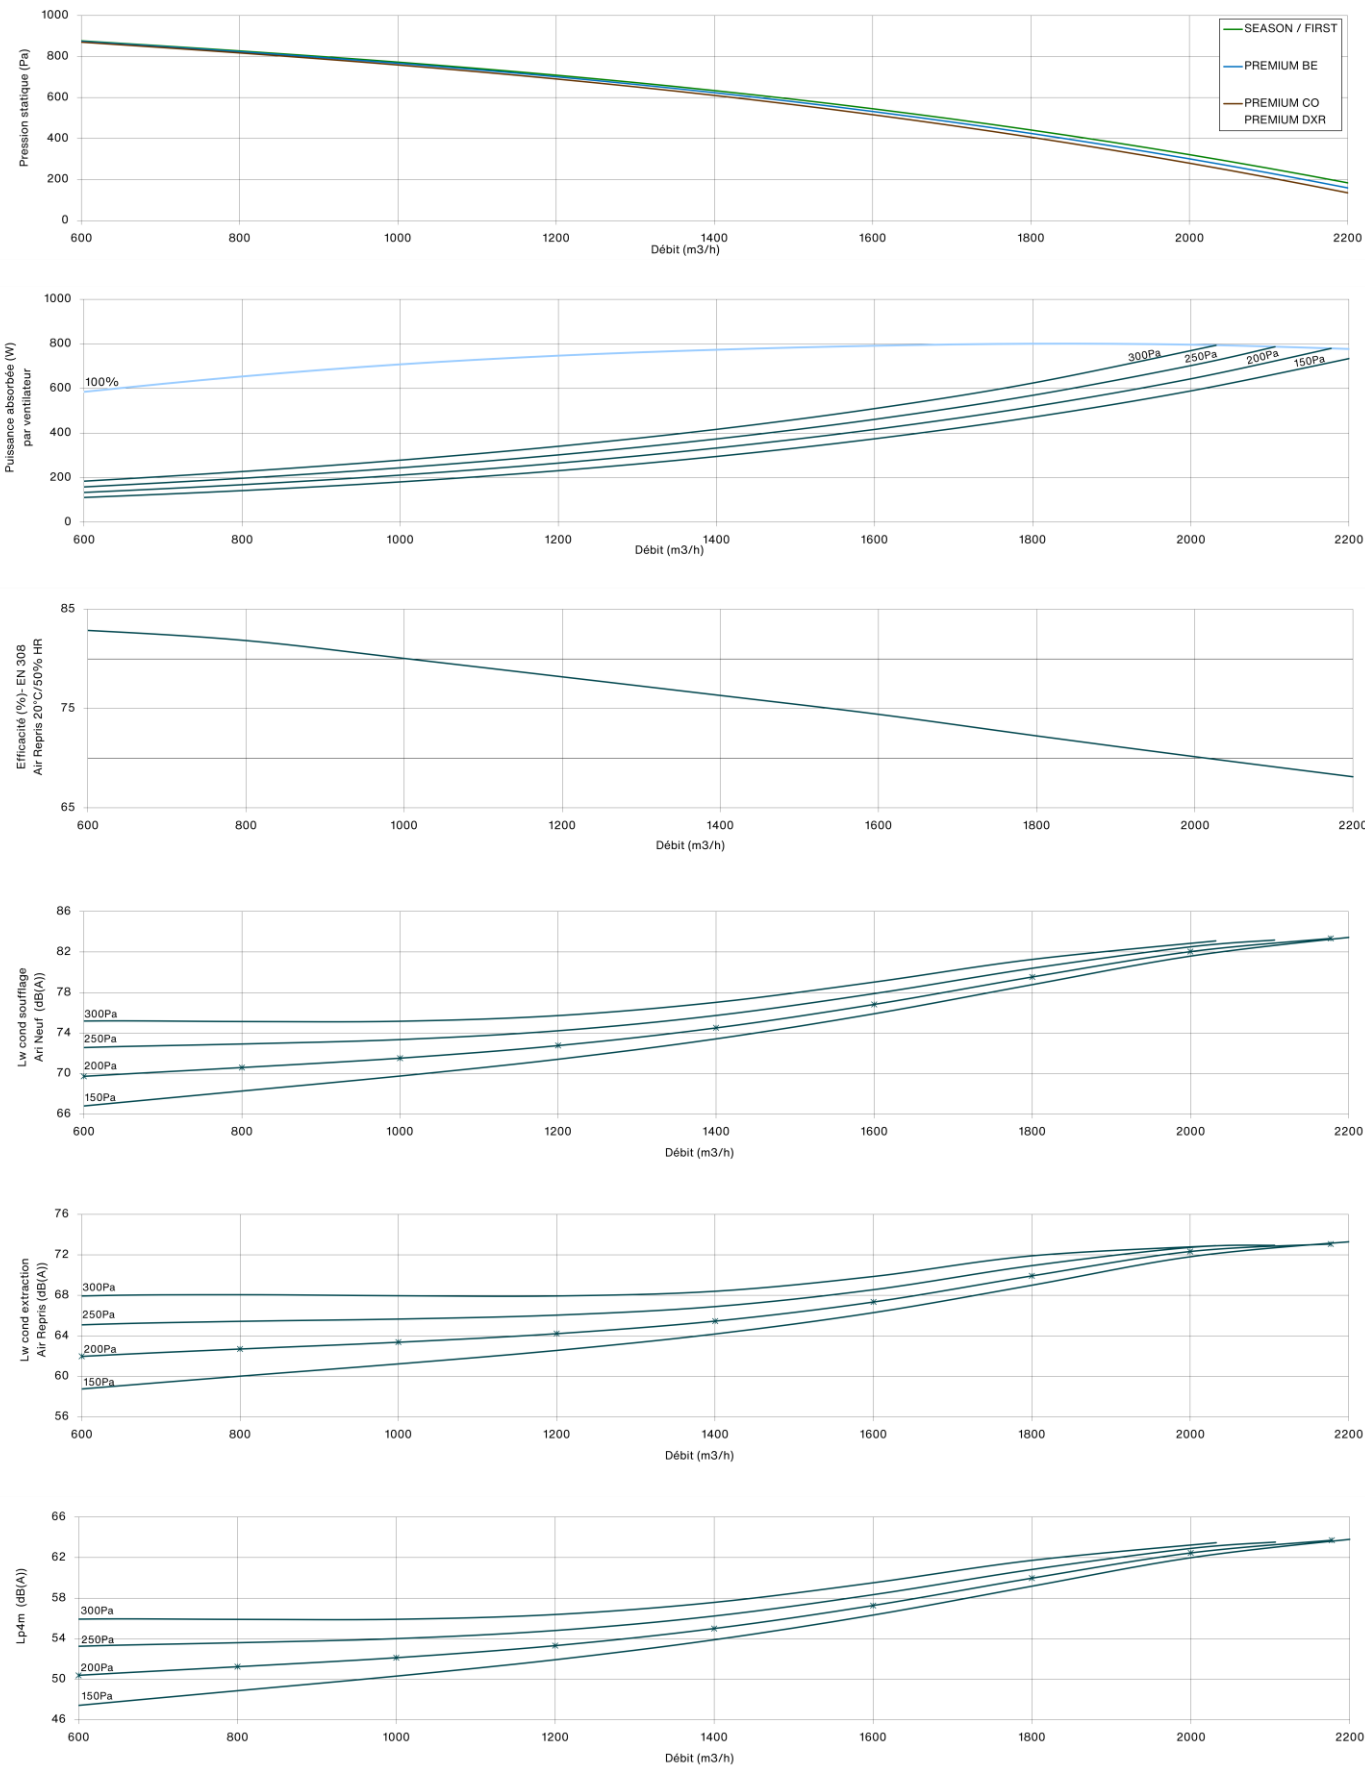 1000
800
600
400
200
0
Pression statique (Pa)
SEASON / FIRST
PREMIUM BE
PREMIUM CO
PREMIUM DXR
600 800 1000 1200 1400 1600 1800 2000 2200
Débit (m3/h)
1000
800
600
400
200
0
Puissance absorbée (W)
par ventilateur
100%
300Pa 250Pa 200Pa 150Pa
600 800 1000 1200 1400 1600 1800 2000 2200
Débit (m3/h)
85
75
65
Efficacité (%)- EN 308
Air Repris 20°C/50% HR
600 800 1000 1200 1400 1600 1800 2000 2200
Débit (m3/h)
86
82
78
74
70
66
Lw cond soufflage
Ari Neuf (dB(A))
300Pa
250Pa
200Pa
150Pa
600 800 1000 1200 1400 1600 1800 2000 2200
Débit (m3/h)
76
72
68
64
60
56
Lw cond extraction
Air Repris (dB(A))
300Pa
250Pa
200Pa
150Pa
600 800 1000 1200 1400 1600 1800 2000 2200
Débit (m3/h)
66
62
58
54
50
46
Lp4m (dB(A))
300Pa
250Pa
200Pa
150Pa
600 800 1000 1200 1400 1600 1800 2000 2200
Débit (m3/h)